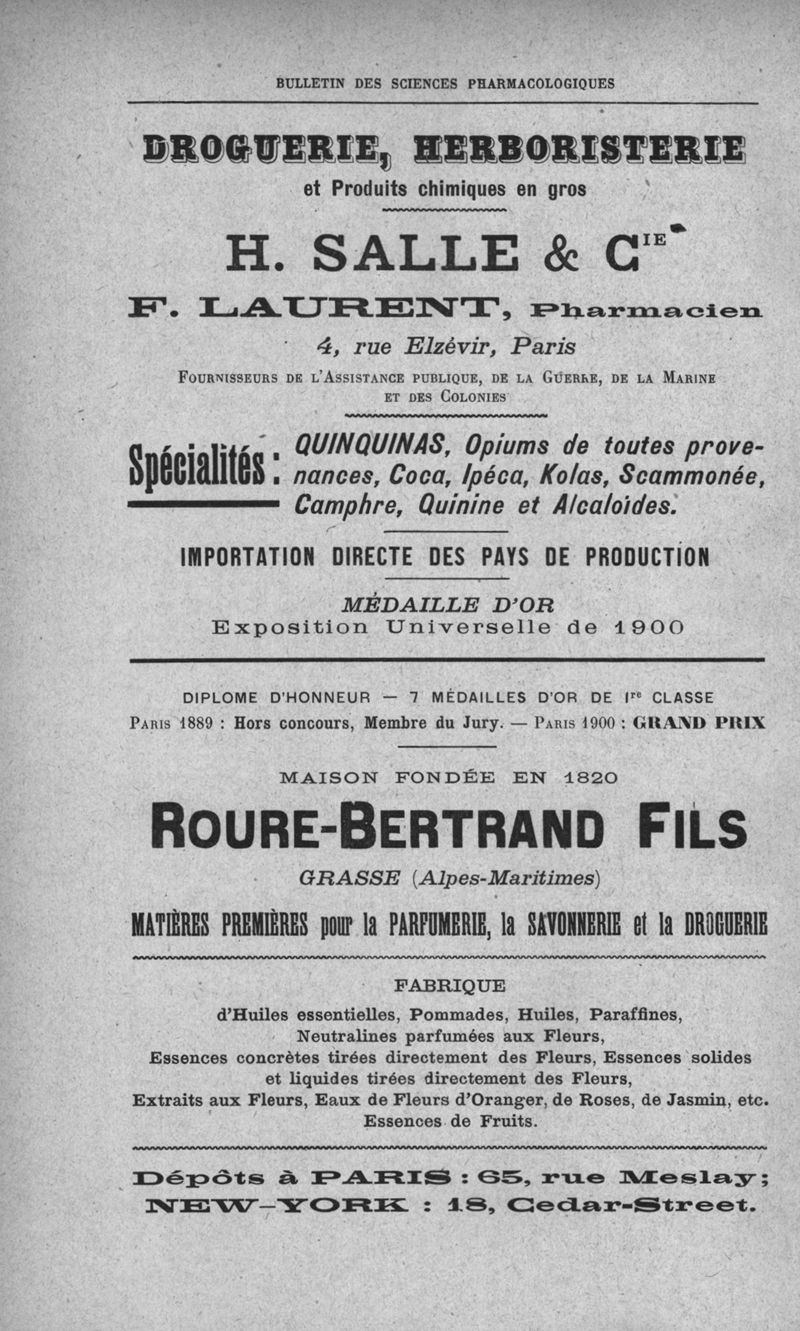 BULLETIN DES SCIENCES PHARMACOLOGIQUES
DROGUERIE, HERBORISTERIE
et Produits chimiques en gros
H. SALLE & CIE
F. LAURENT, Pharmacien
4, rue Elzévir, Paris
FOURNISSEURS DE L'ASSISTANCE PUBLIQUE, DE LA GUERRE, DE LA MARINE
ET DES COLONIES
Spécialités : QUINQUINAS, Opiums de toutes prove-
nances, Coca, Ipéca, Kolas, Scammonée,
Camphre, Quinine et Alcaloïdes.
IMPORTATION DIRECTE DES PAYS DE PRODUCTION
MÉDAILLE D'OR
Exposition Universelle de 1900
DIPLOME D'HONNEUR — 7 MÉDAILLES D'OR DE Ire CLASSE
PARIS 1889 : Hors concours, Membre du Jury. — PARIS 1900 : GRAND PRIX
MAISON FONDÉE EN 1820
ROURE-BERTRAND FILS
GRASSE (Alpes-Maritimes)
MATIÈRES PREMIÈRES pour la PARFUMERIE, la SAVONNERIE et la DROGUERIE
FABRIQUE
d'Huiles essentielles, Pommades, Huiles, Paraffines,
Neutralines parfumées aux Fleurs,
Essences concrètes tirées directement des Fleurs, Essences solides
et liquides tirées directement des Fleurs,
Extraits aux Fleurs, Eaux de Fleurs d'Oranger, de Roses, de Jasmin, etc.
Essences de Fruits.
Dépôts à PARIS : 65, rue Meslay;
NEW-YORK : 18, Cedar-Street.